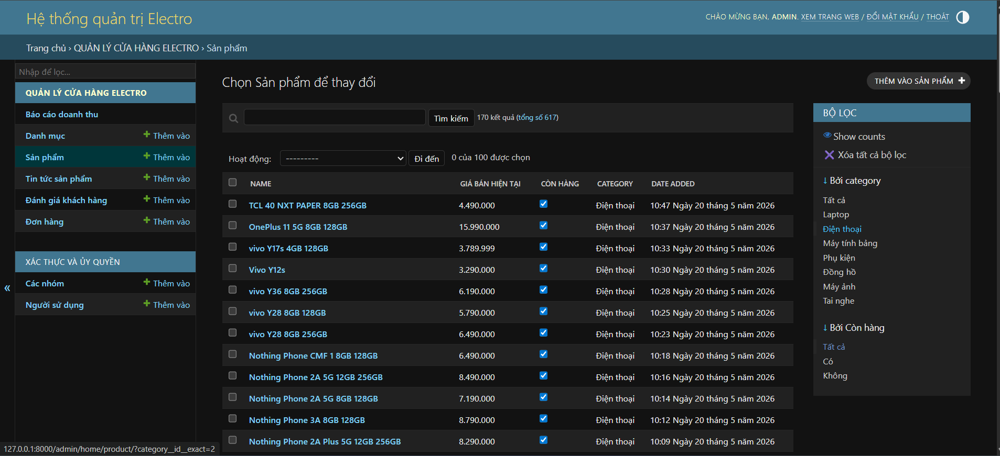 Hệ thống quản trị Electro
CHÀO MỪNG BẠN, ADMIN. XEM TRANG WEB / ĐỔI MẬT KHẨU / THOÁT
Trang chủ › QUẢN LÝ CỬA HÀNG ELECTRO › Sản phẩm
Nhập để lọc...
QUẢN LÝ CỬA HÀNG ELECTRO
Báo cáo doanh thu
Danh mục Thêm vào
Sản phẩm Thêm vào
Tin tức sản phẩm Thêm vào
Đánh giá khách hàng Thêm vào
Đơn hàng Thêm vào
XÁC THỰC VÀ ỦY QUYỀN
Các nhóm Thêm vào
Người sử dụng Thêm vào
«
Chọn Sản phẩm để thay đổi
THÊM VÀO SẢN PHẨM
Tìm kiếm 170 kết quả (tổng số 617)
Hoạt động: --------- Đi đến 0 của 100 được chọn
NAME GIÁ BÁN HIỆN TẠI CÒN HÀNG CATEGORY DATE ADDED
TCL 40 NXT PAPER 8GB 256GB 4.490.000 Điện thoại 10:47 Ngày 20 tháng 5 năm 2026
OnePlus 11 5G 8GB 128GB 15.990.000 Điện thoại 10:37 Ngày 20 tháng 5 năm 2026
vivo Y17s 4GB 128GB 3.789.999 Điện thoại 10:33 Ngày 20 tháng 5 năm 2026
Vivo Y12s 3.290.000 Điện thoại 10:30 Ngày 20 tháng 5 năm 2026
vivo Y36 8GB 256GB 6.190.000 Điện thoại 10:28 Ngày 20 tháng 5 năm 2026
vivo Y28 8GB 128GB 5.790.000 Điện thoại 10:25 Ngày 20 tháng 5 năm 2026
vivo Y28 8GB 256GB 6.490.000 Điện thoại 10:23 Ngày 20 tháng 5 năm 2026
Nothing Phone CMF 1 8GB 128GB 6.490.000 Điện thoại 10:18 Ngày 20 tháng 5 năm 2026
Nothing Phone 2A 5G 12GB 256GB 8.490.000 Điện thoại 10:16 Ngày 20 tháng 5 năm 2026
Nothing Phone 2A 5G 8GB 128GB 7.190.000 Điện thoại 10:14 Ngày 20 tháng 5 năm 2026
Nothing Phone 3A 8GB 128GB 8.790.000 Điện thoại 10:12 Ngày 20 tháng 5 năm 2026
Nothing Phone 2A Plus 5G 12GB 256GB 8.290.000 Điện thoại 10:09 Ngày 20 tháng 5 năm 2026
BỘ LỌC
Show counts
Xóa tất cả bộ lọc
↓ Bởi category
Tất cả
Laptop
Điện thoại
Máy tính bảng
Phụ kiện
Đồng hồ
Máy ảnh
Tai nghe
↓ Bởi Còn hàng
Tất cả
Có
Không
127.0.0.1:8000/admin/home/product/?category__id__exact=2